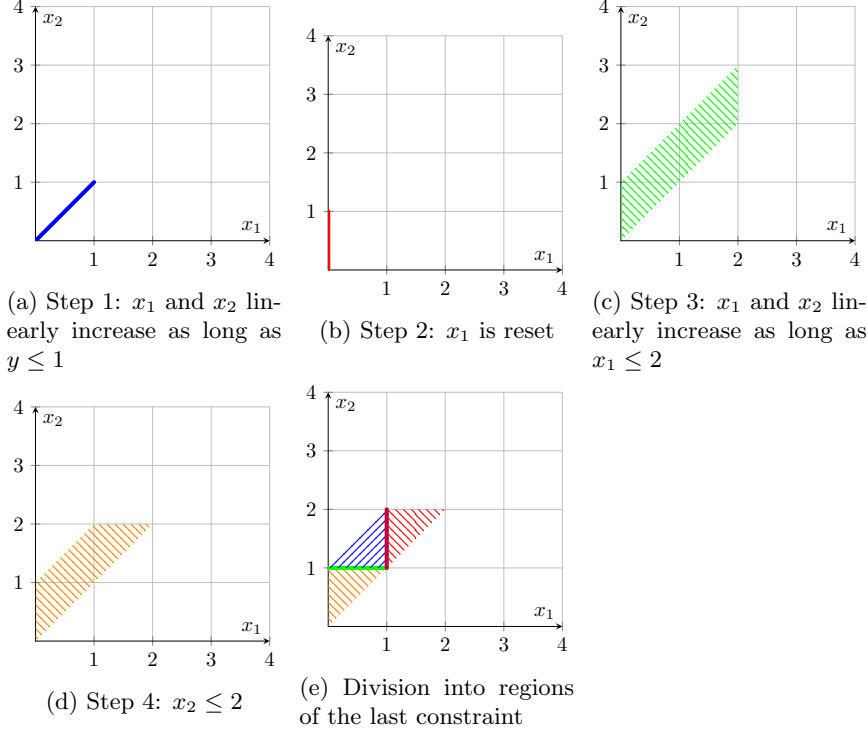 4
x₂
3
2
1
x₁
1 2 3 4
(a) Step 1: x₁ and x₂ lin-
early increase as long as
y ≤ 1
4
x₂
3
2
1
x₁
1 2 3 4
(b) Step 2: x₁ is reset
4
x₂
3
2
1
x₁
1 2 3 4
(c) Step 3: x₁ and x₂ lin-
early increase as long as
x₁ ≤ 2
4
x₂
3
2
1
x₁
1 2 3 4
(d) Step 4: x₂ ≤ 2
4
x₂
3
2
1
x₁
1 2 3 4
(e) Division into regions
of the last constraint